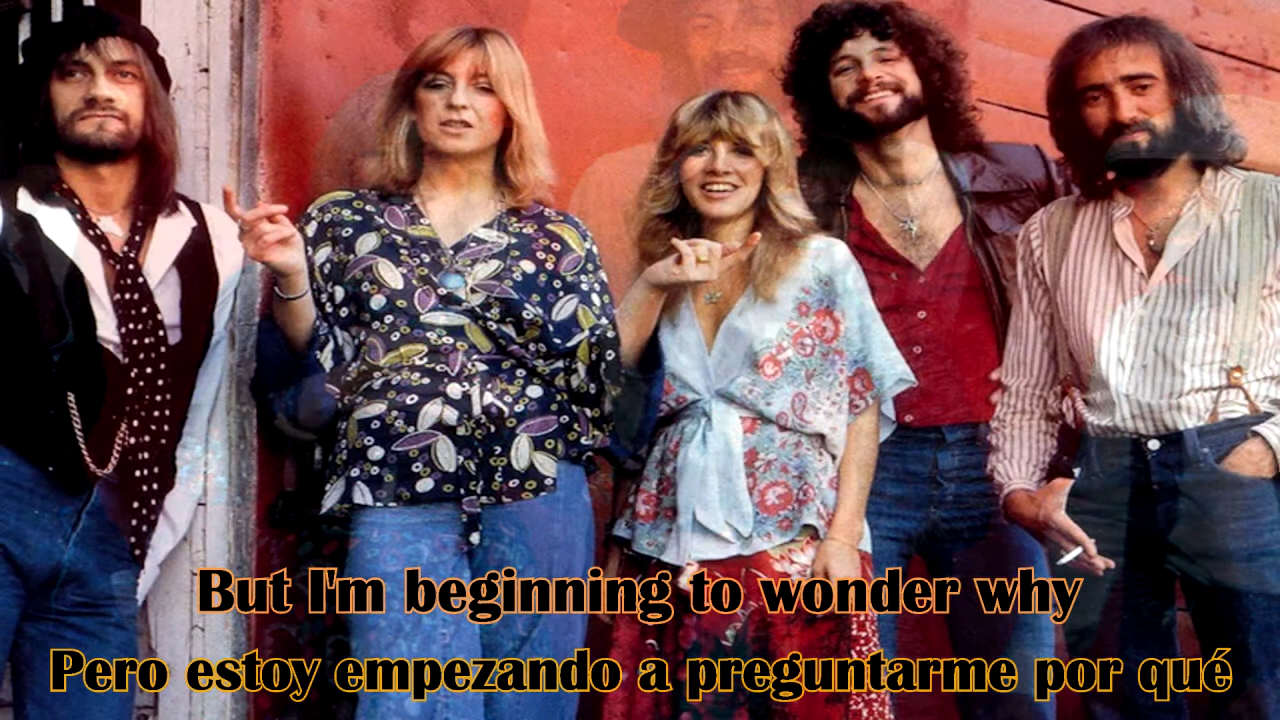 But I'm beginning to wonder why
Pero estoy empezando a preguntarme por qué